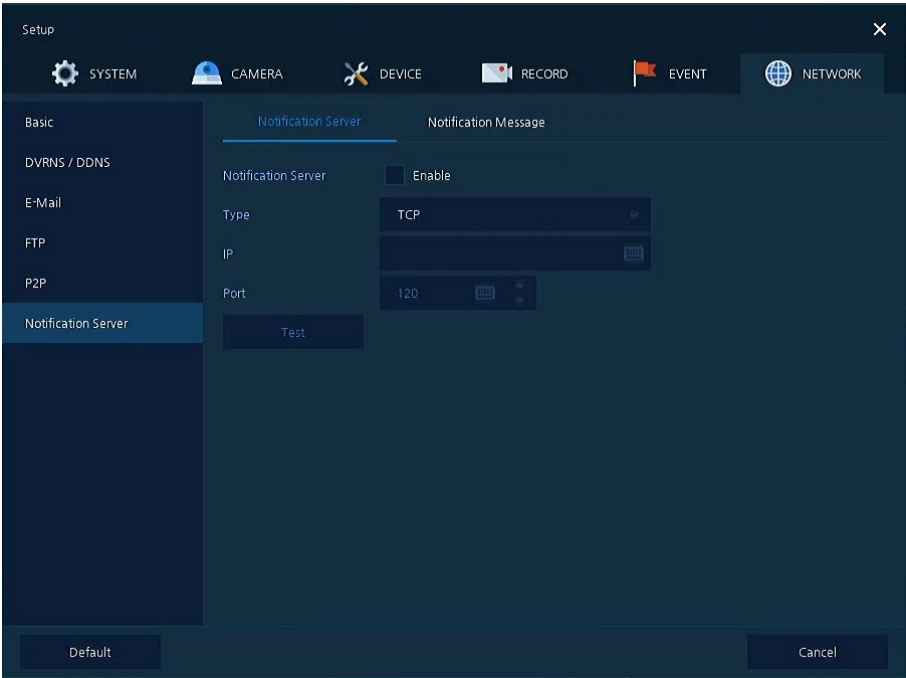 Setup
SYSTEM CAMERA DEVICE RECORD EVENT NETWORK
Basic
DVRNS / DDNS
E-Mail
FTP
P2P
Notification Server
Notification Server Notification Message
Notification Server Enable
Type TCP
IP
Port 120
Test
Default Cancel